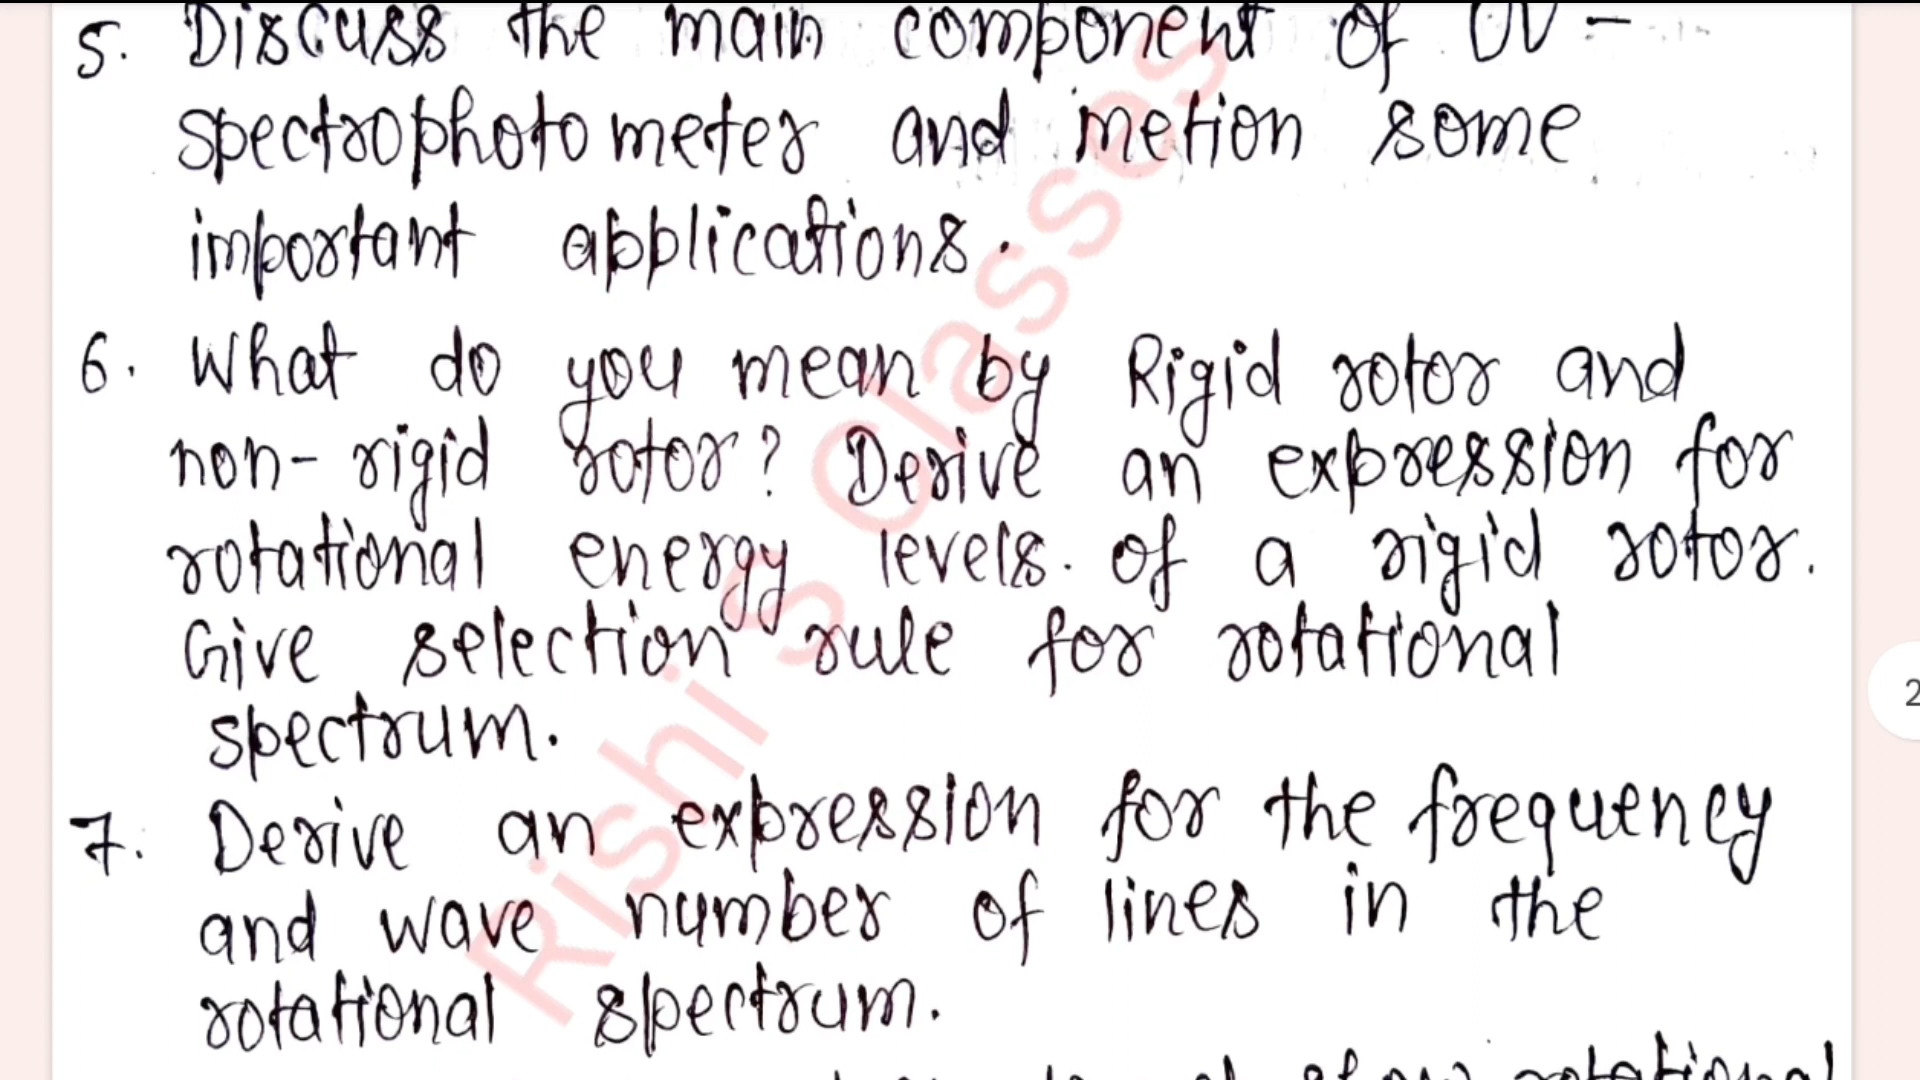 5. Discuss the main component of UV -
spectrophotometer and metion some
important applications.
6. What do you mean by Rigid rotor and
non-rigid rotor? Derive an expression for
rotational energy levels. of a rigid rotor.
Give selection rule for rotational
spectrum.
7. Derive an expression for the frequency
and wave number of lines in the
rotational spectrum.
rotational
Rishi's Classes
2